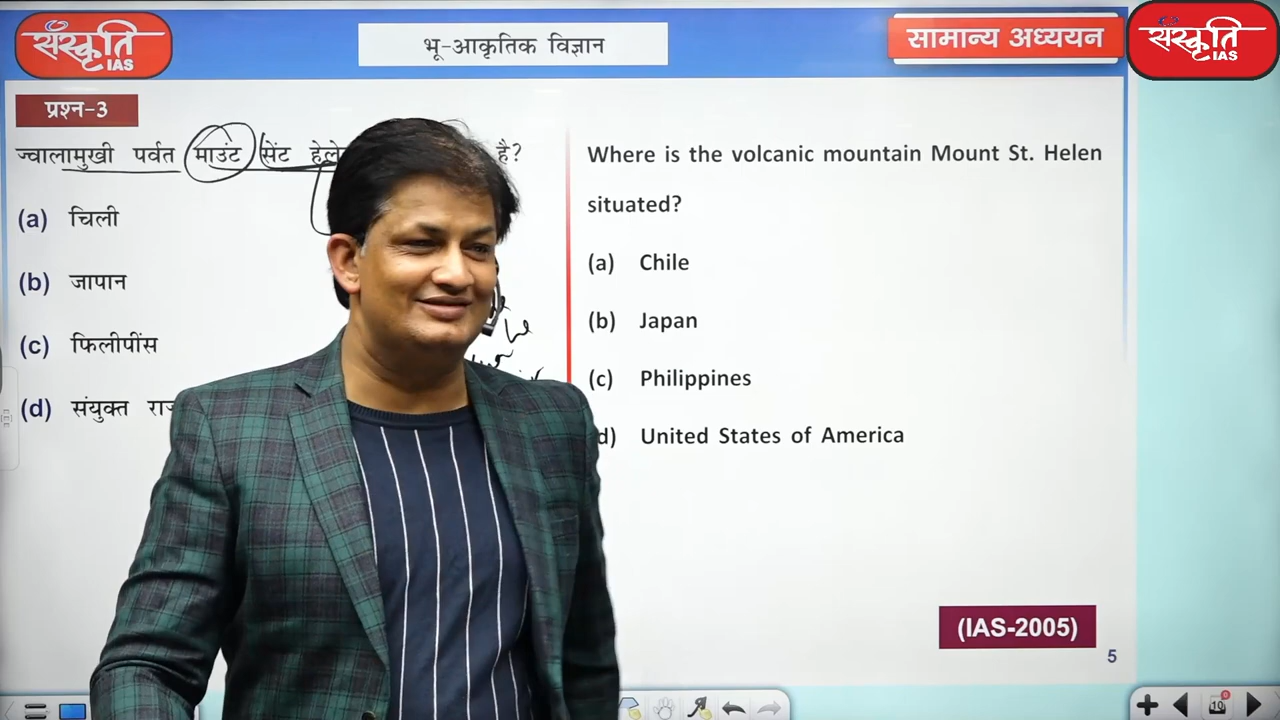 संस्कृति
IAS
भू-आकृतिक विज्ञान
सामान्य अध्ययन
संस्कृति
IAS
प्रश्न-3
ज्वालामुखी पर्वत माउंट सेंट है?
(a) चिली
(b) जापान
(c) फिलीपींस
(d) संयुक्त
Where is the volcanic mountain Mount St. Helen
situated?
(a) Chile
(b) Japan
(c) Philippines
d) United States of America
(IAS-2005)
5
10